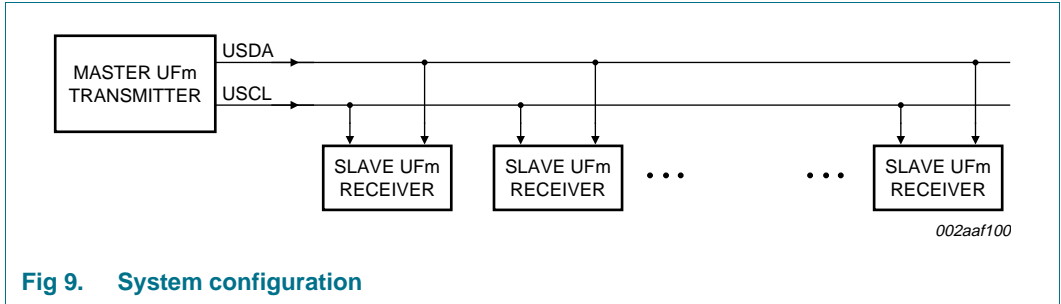 USDA
MASTER UFm
TRANSMITTER
USCL
SLAVE UFm
RECEIVER
SLAVE UFm
RECEIVER
SLAVE UFm
RECEIVER
002aaf100
Fig 9. System configuration